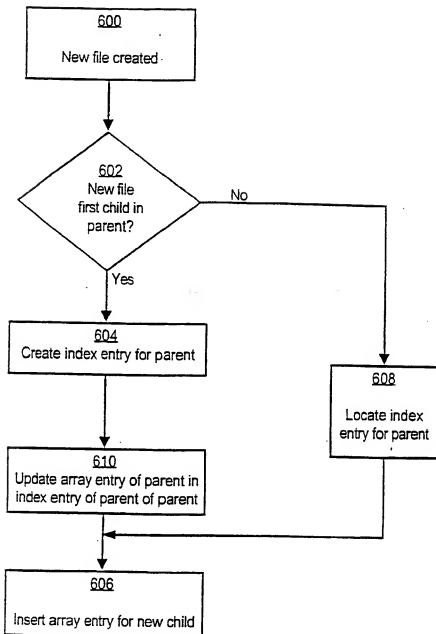 600
New file created
602
New file
first child in
parent?
No
Yes
604
Create index entry for parent
608
Locate index
entry for parent
610
Update array entry of parent in
index entry of parent of parent
606
Insert array entry for new child